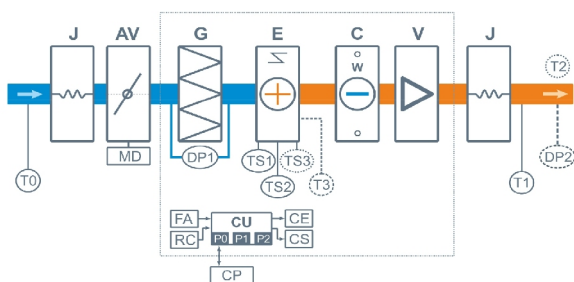 J AV G E C V J
W
T2
MD
DP1
TS1 TS3
TS2
T3
T0
T1
DP2
FA CU CE
RC P0 P1 P2 CS
CP